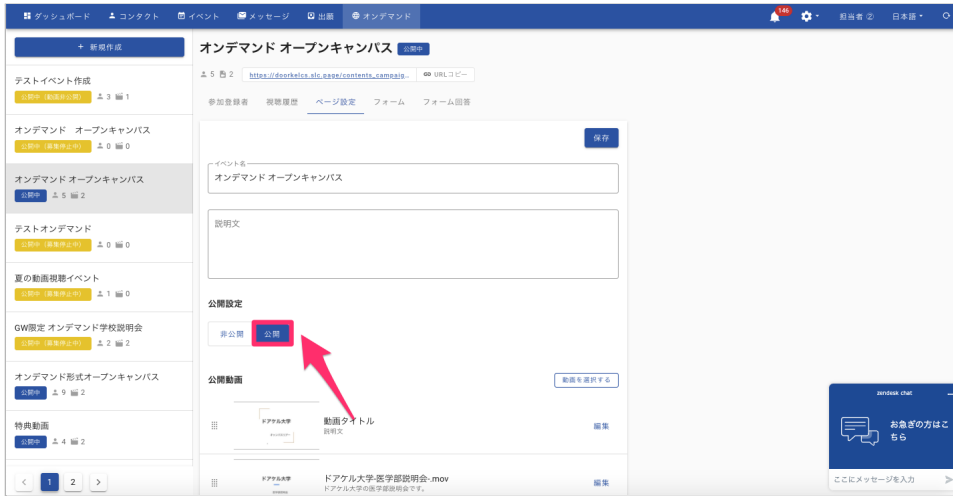 ダッシュボード コンタクト イベント メッセージ 出願 オンデマンド 146 担当者 ② 日本語
+ 新規作成
テストイベント作成
公開中（動画非公開） 3 1
オンデマンド　オープンキャンパス
公開中（募集停止中） 0 0
オンデマンド オープンキャンパス
公開中 5 2
テストオンデマンド
公開中（募集停止中） 0 0
夏の動画視聴イベント
公開中（募集停止中） 1 0
GW限定 オンデマンド学校説明会
公開中（募集停止中） 2 2
オンデマンド形式オープンキャンパス
公開中 9 2
特典動画
公開中 4 2
< 1 2 >
オンデマンド オープンキャンパス 公開中
5 2 https://doorkelcs.slc.page/contents_campaig… URLコピー
参加登録者 視聴履歴 ページ設定 フォーム フォーム回答
保存
イベント名
オンデマンド オープンキャンパス
説明文
公開設定
非公開 公開
公開動画 動画を選択する
ドアケル大学
動画タイトル
説明文
編集
ドアケル大学
ドアケル大学-医学部説明会-.mov
ドアケル大学の医学部説明会です。
編集
zendesk chat
お急ぎの方はこ
ちら
ここにメッセージを入力